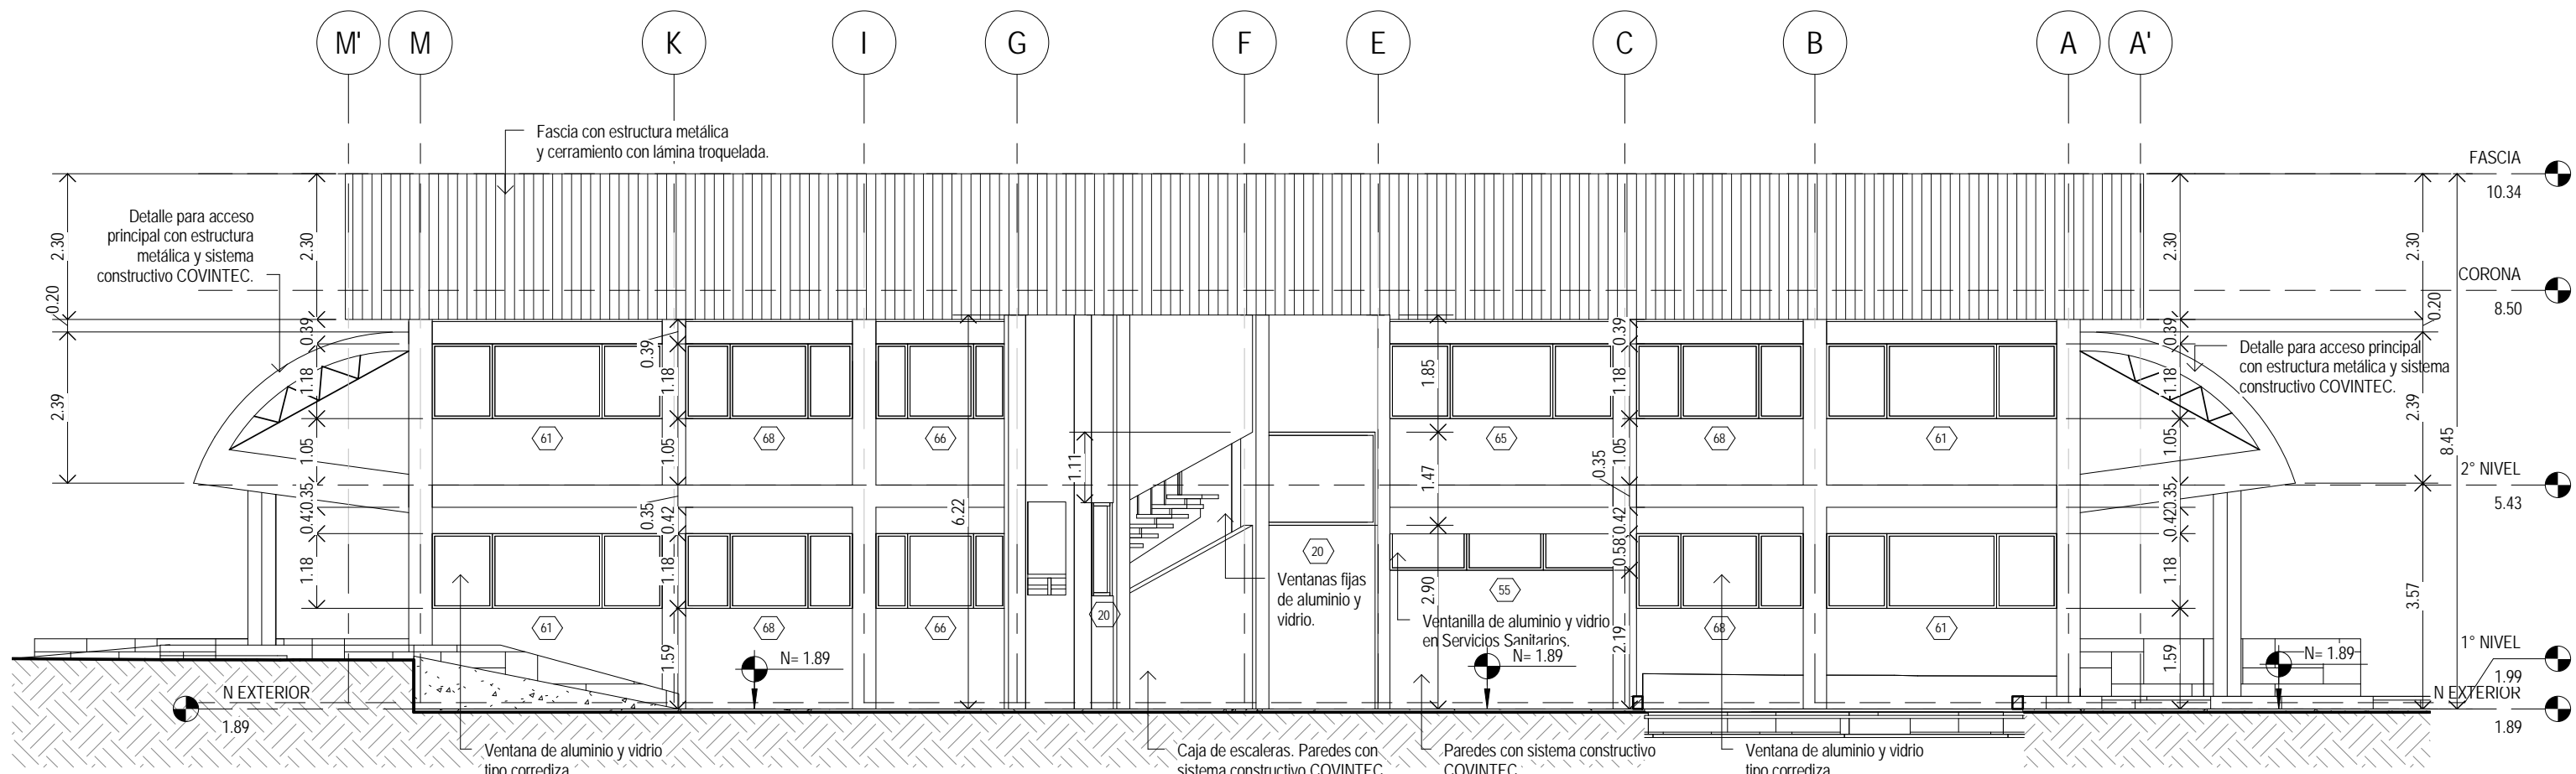 M' M K I G F E C B A A'
Fascia con estructura metálica
y cerramiento con lámina troquelada.
FASCIA
10.34
Detalle para acceso
principal con estructura
metálica y sistema
constructivo COVINTEC.
2.30
2.30
2.30
2.30
CORONA
8.50
0.20
0.20
0.39
0.39
0.39
0.39
Detalle para acceso principal
con estructura metálica y sistema
constructivo COVINTEC.
2.39
1.18
1.18
1.85
1.18
1.18
2.39
8.45
61
68
66
65
68
61
1.05
1.05
1.11
1.47
1.05
1.05
0.35
2° NIVEL
5.43
0.35
0.42
0.35
0.42
6.22
0.42
0.35
0.42
0.58
20
Ventanas fijas
de aluminio y
vidrio.
1.18
1.18
2.90
55
1.18
3.57
Ventanilla de aluminio y vidrio
en Servicios Sanitarios.
61
68
66
20
68
61
1.59
2.19
1.59
N= 1.89
N= 1.89
N= 1.89
1° NIVEL
1.99
N EXTERIOR
1.89
N EXTERIOR
1.89
Ventana de aluminio y vidrio
tipo corrediza
Caja de escaleras. Paredes con
sistema constructivo COVINTEC
Paredes con sistema constructivo
COVINTEC
Ventana de aluminio y vidrio
tipo corrediza